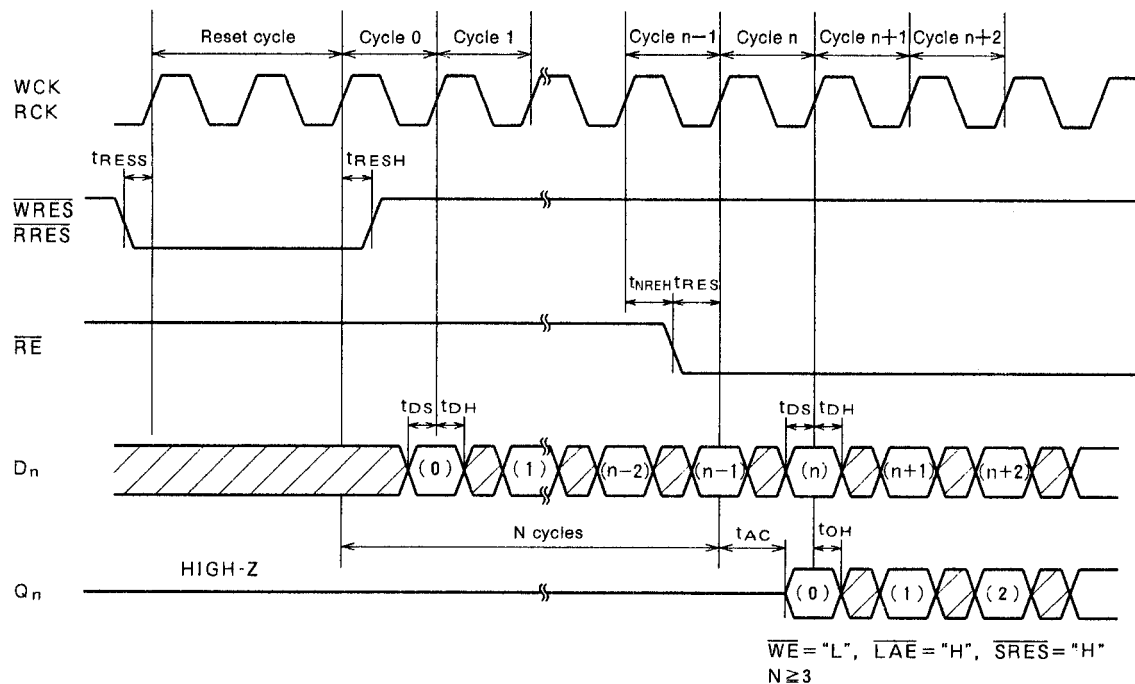 Reset cycle Cycle 0 Cycle 1 Cycle n−1 Cycle n Cycle n+1 Cycle n+2
WCK
RCK
tRESS tRESH
WRES
RRES
tNREH tRES
RE
tDS tDH tDS tDH
Dn (0) (1) (n-2) (n-1) (n) (n+1) (n+2)
N cycles tAC tOH
HIGH-Z
Qn (0) (1) (2)
WE = "L", LAE = "H", SRES = "H"
N ≧ 3